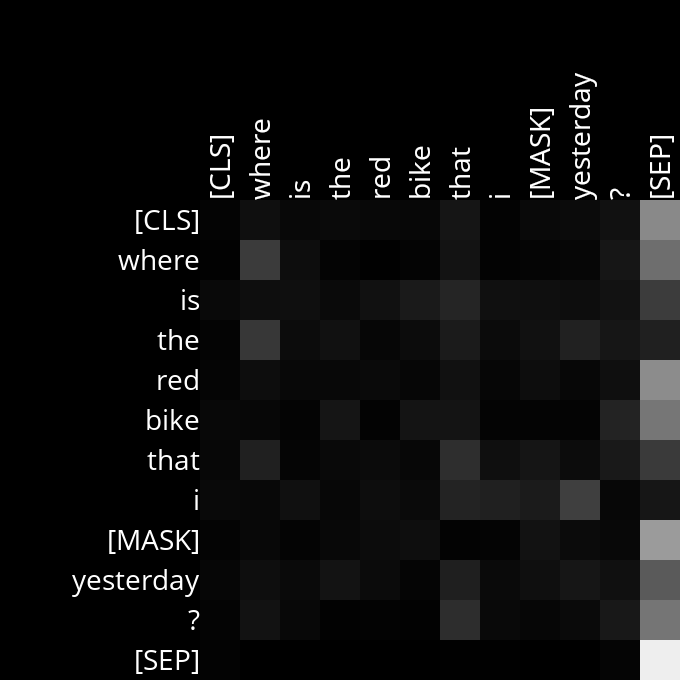 [CLS] where is the red bike that i [MASK] yesterday ? [SEP]
[CLS]
where
is
the
red
bike
that
i
[MASK]
yesterday
?
[SEP]